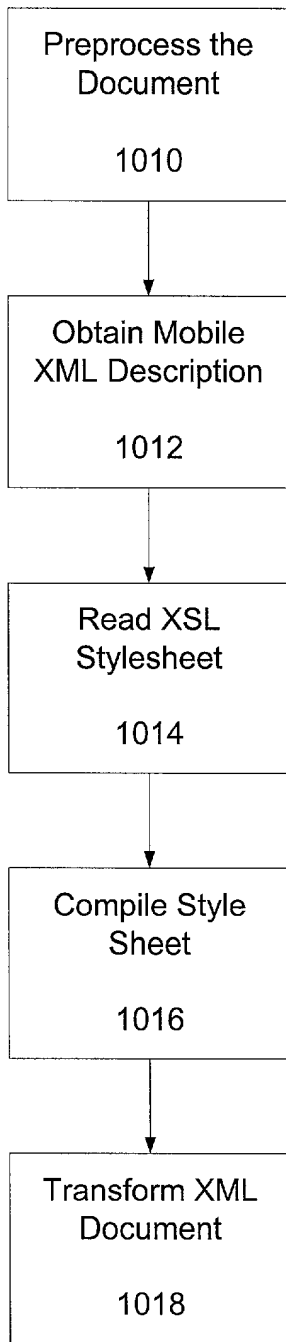 Preprocess the
Document
1010
Obtain Mobile
XML Description
1012
Read XSL
Stylesheet
1014
Compile Style
Sheet
1016
Transform XML
Document
1018